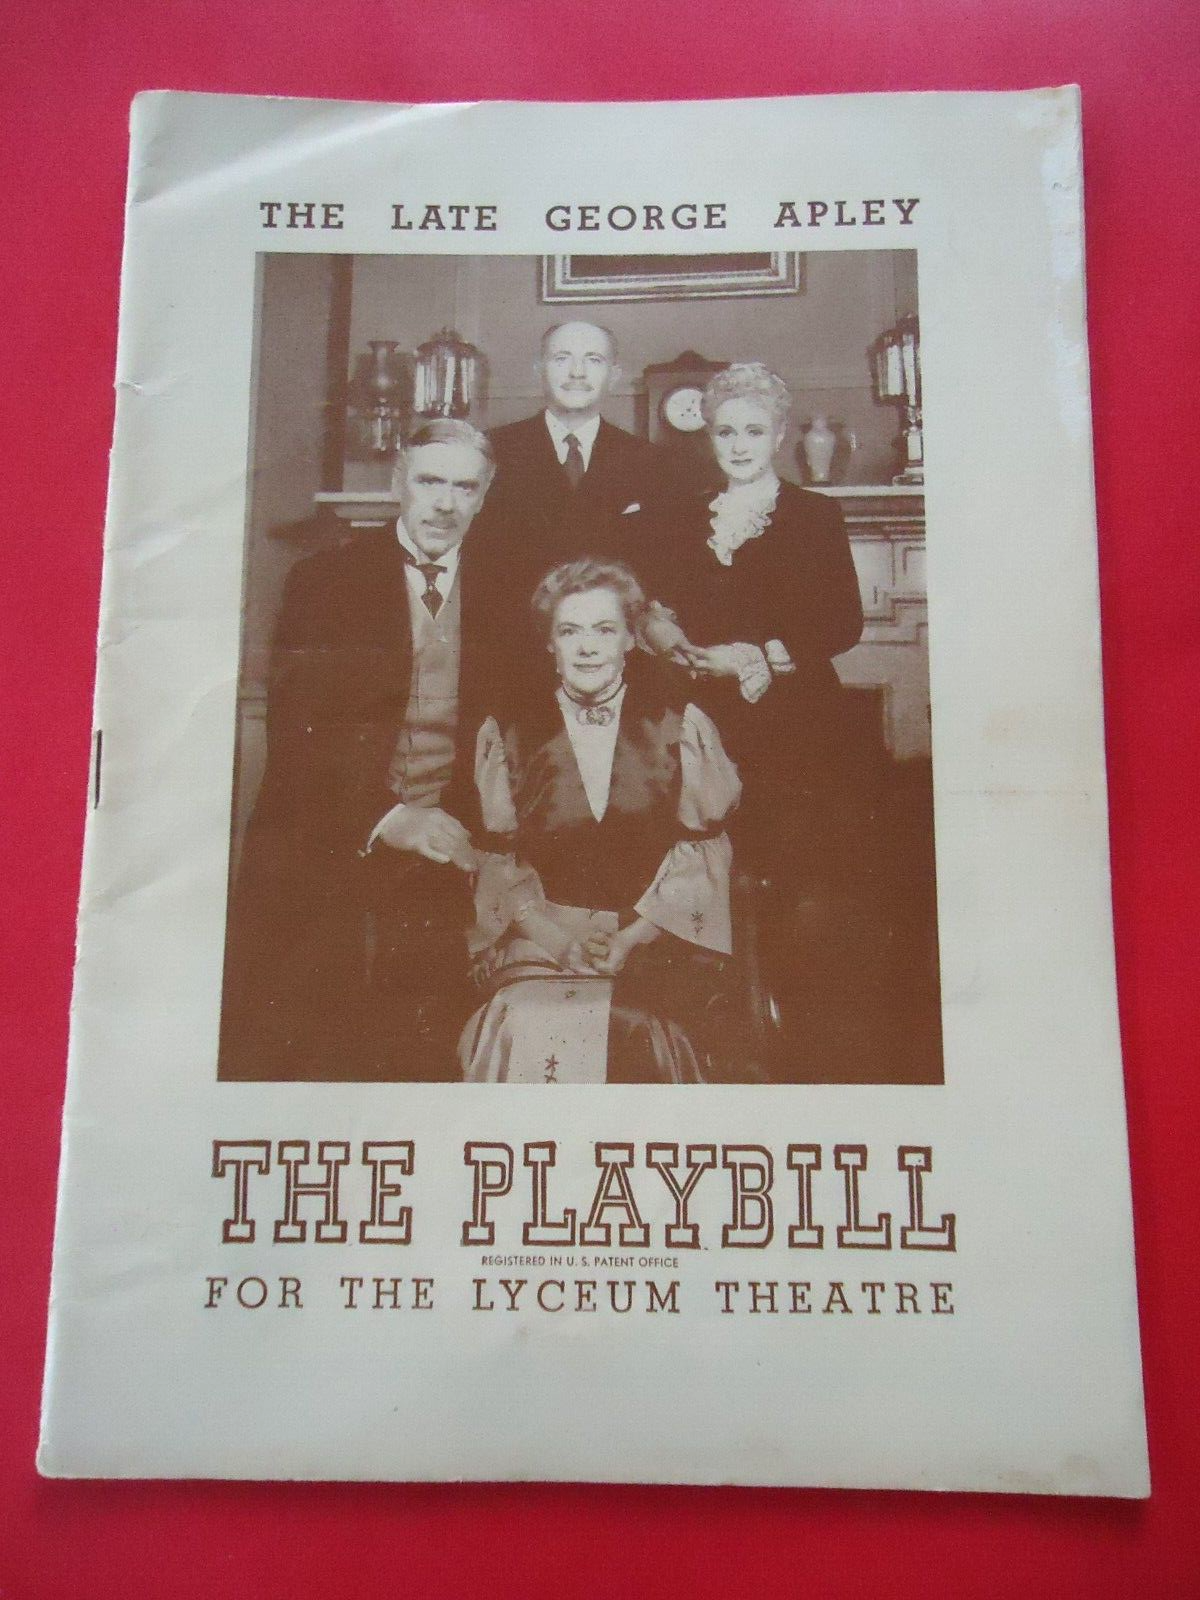 THE LATE GEORGE APLEY
THE PLAYBILL
REGISTERED IN U. S. PATENT OFFICE
FOR THE LYCEUM THEATRE